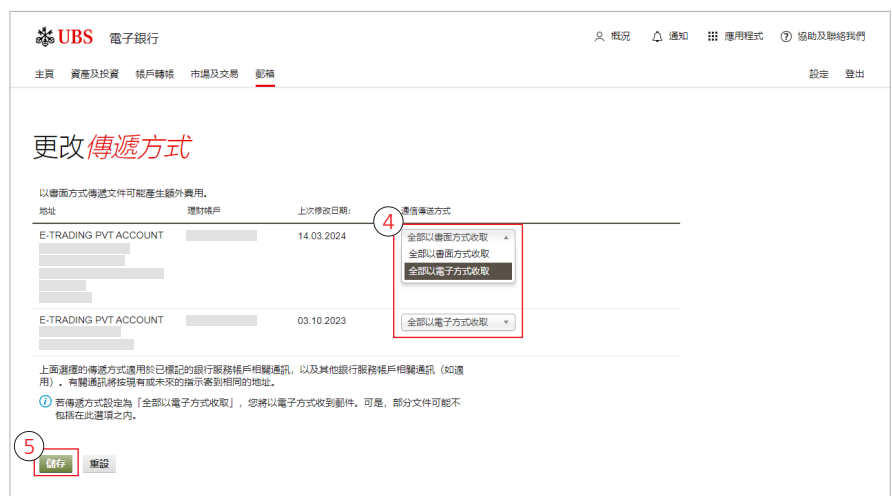 UBS 電子銀行
概況 通知 應用程式 協助及聯絡我們
主頁 資產及投資 帳戶轉帳 市場及交易 郵箱
設定 登出
更改傳遞方式
以書面方式傳遞文件可能產生額外費用。
地址 理財帳戶 上次修改日期: 通信傳送方式
4
E-TRADING PVT ACCOUNT 14.03.2024 全部以書面方式收取
全部以書面方式收取
全部以電子方式收取
E-TRADING PVT ACCOUNT 03.10.2023 全部以電子方式收取
上面選擇的傳遞方式適用於已標記的銀行服務帳戶相關通訊，以及其他銀行服務帳戶相關通訊（如適
用）。有關通訊將按現有或未來的指示寄到相同的地址。
若傳遞方式設定為「全部以電子方式收取」，您將以電子方式收到郵件。可是，部分文件可能不
包括在此選項之內。
5
儲存 重設